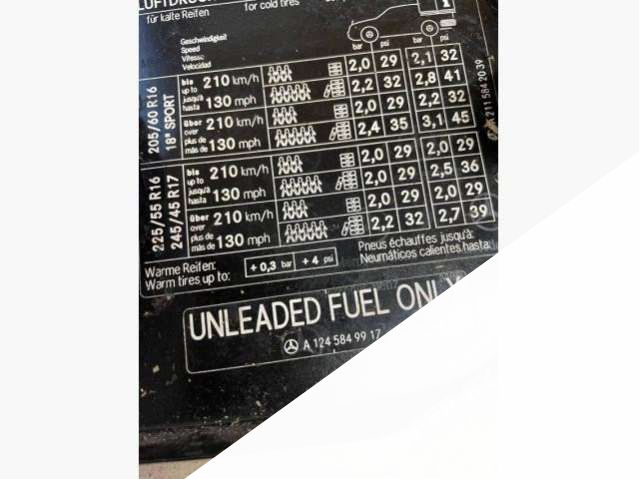 für kalte Reifen for cold tires
Geschwindigkeit
Speed
Vitesse
Velocidad
bar psi bar psi
205/60 R16
18" SPORT
bis 210 km/h 2,0 29 2,1 32
up to
jusqu'à 130 mph 2,2 32 2,8 41
hasta
über 210 km/h 2,0 29 2,2 32
over
plus de 130 mph 2,4 35 3,1 45
más de
225/55 R16
245/45 R17
bis 210 km/h 2,0 29 2,0 29
up to
jusqu'à 130 mph 2,0 29 2,5 36
hasta
über 210 km/h 2,0 29 2,0 29
over
plus de 130 mph 2,2 32 2,7 39
más de
211 584 20 39
Warme Reifen: + 0,3 bar + 4 psi Pneus échauffes jusqu'à:
Warm tires up to: Neumáticos calientes hasta:
UNLEADED FUEL ONLY
A 124 584 99 17